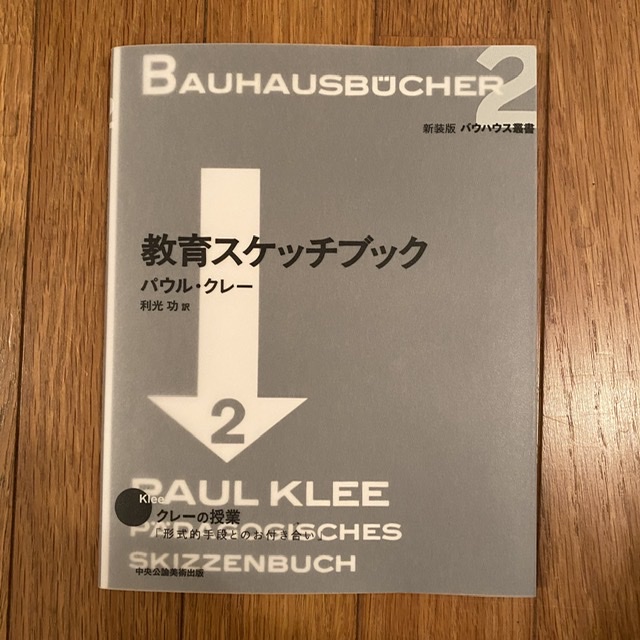 BAUHAUSBÜCHER 2
新装版 バウハウス叢書
教育スケッチブック
パウル・クレー
利光 功 訳
2
PAUL KLEE
Klee
クレーの授業
PÄDAGOGISCHES
「形式的手段とのお付き合い」
SKIZZENBUCH
中央公論美術出版